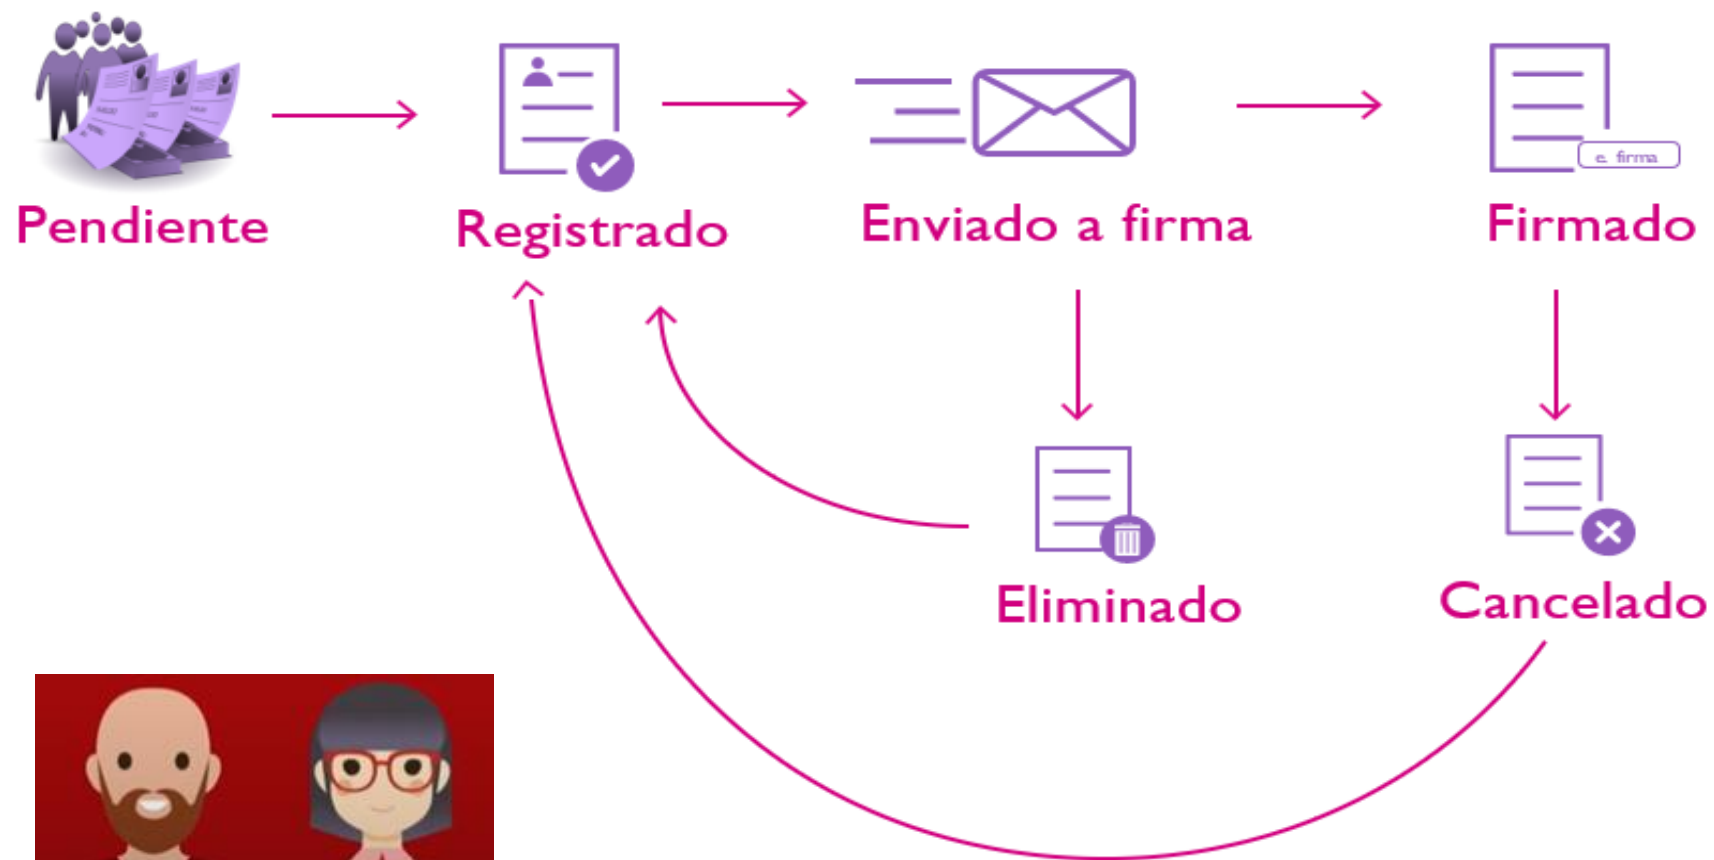 Pendiente
Registrado
Enviado a firma
e. firma
Firmado
Eliminado
Cancelado